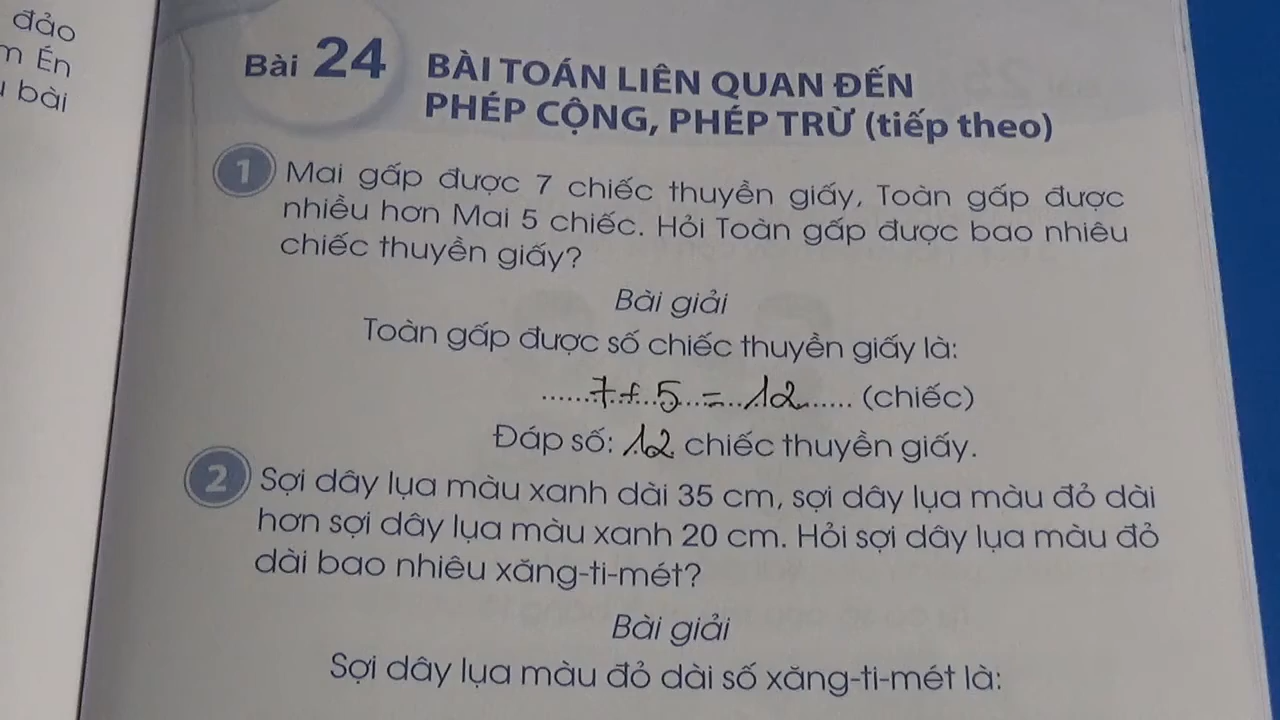 đảo
m Én
bài
Bài 24 BÀI TOÁN LIÊN QUAN ĐẾN
PHÉP CỘNG, PHÉP TRỪ (tiếp theo)
1 Mai gấp được 7 chiếc thuyền giấy, Toàn gấp được
nhiều hơn Mai 5 chiếc. Hỏi Toàn gấp được bao nhiêu
chiếc thuyền giấy?
Bài giải
Toàn gấp được số chiếc thuyền giấy là:
......7+5 = 12...... (chiếc)
Đáp số: 12 chiếc thuyền giấy.
2 Sợi dây lụa màu xanh dài 35 cm, sợi dây lụa màu đỏ dài
hơn sợi dây lụa màu xanh 20 cm. Hỏi sợi dây lụa màu đỏ
dài bao nhiêu xăng-ti-mét?
Bài giải
Sợi dây lụa màu đỏ dài số xăng-ti-mét là: